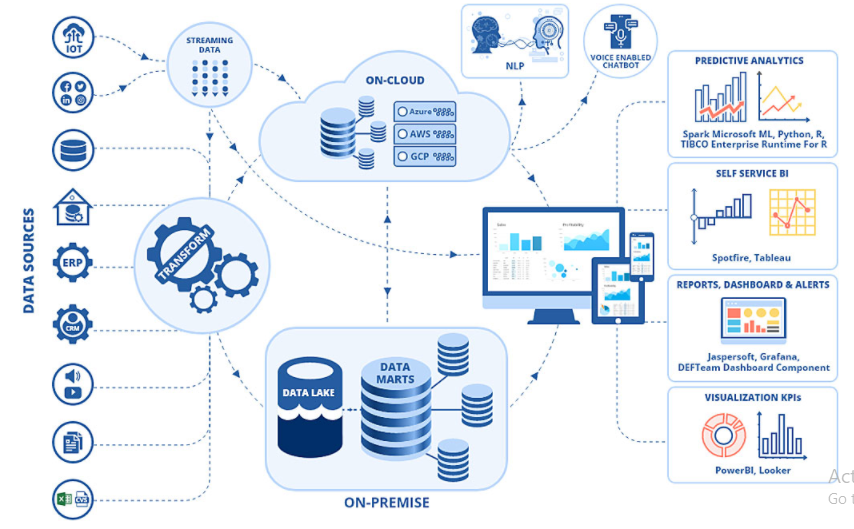 IOT
STREAMING
DATA
ON-CLOUD
Azure
AWS
GCP
NLP
VOICE ENABLED
CHATBOT
PREDICTIVE ANALYTICS
Spark Microsoft ML, Python, R,
TIBCO Enterprise Runtime For R
SELF SERVICE BI
Spotfire, Tableau
DATA SOURCES
TRANSFORM
ERP
CRM
REPORTS, DASHBOARD & ALERTS
Jaspersoft, Grafana,
DEFTeam Dashboard Component
DATA LAKE
DATA
MARTS
VISUALIZATION KPIs
PowerBI, Looker
ON-PREMISE
Act
Go t